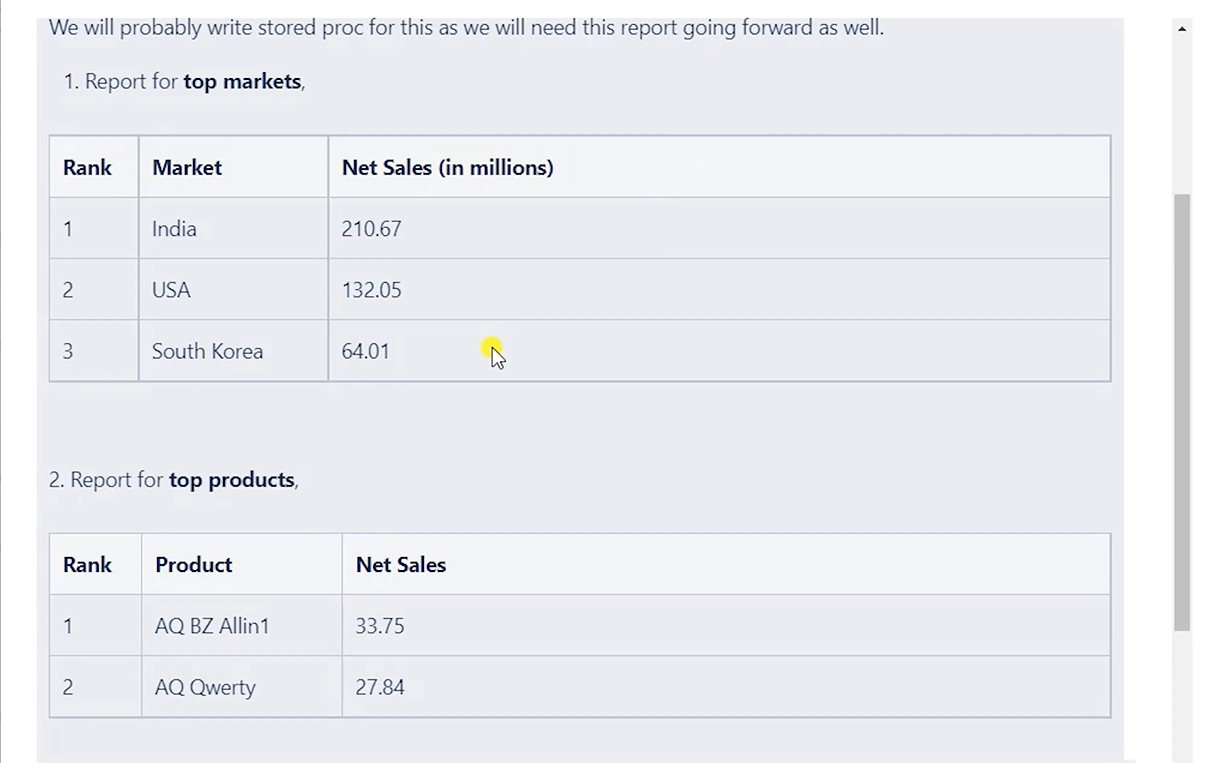 We will probably write stored proc for this as we will need this report going forward as well.
1. Report for top markets,
Rank Market Net Sales (in millions)
1 India 210.67
2 USA 132.05
3 South Korea 64.01
2. Report for top products,
Rank Product Net Sales
1 AQ BZ Allin1 33.75
2 AQ Qwerty 27.84